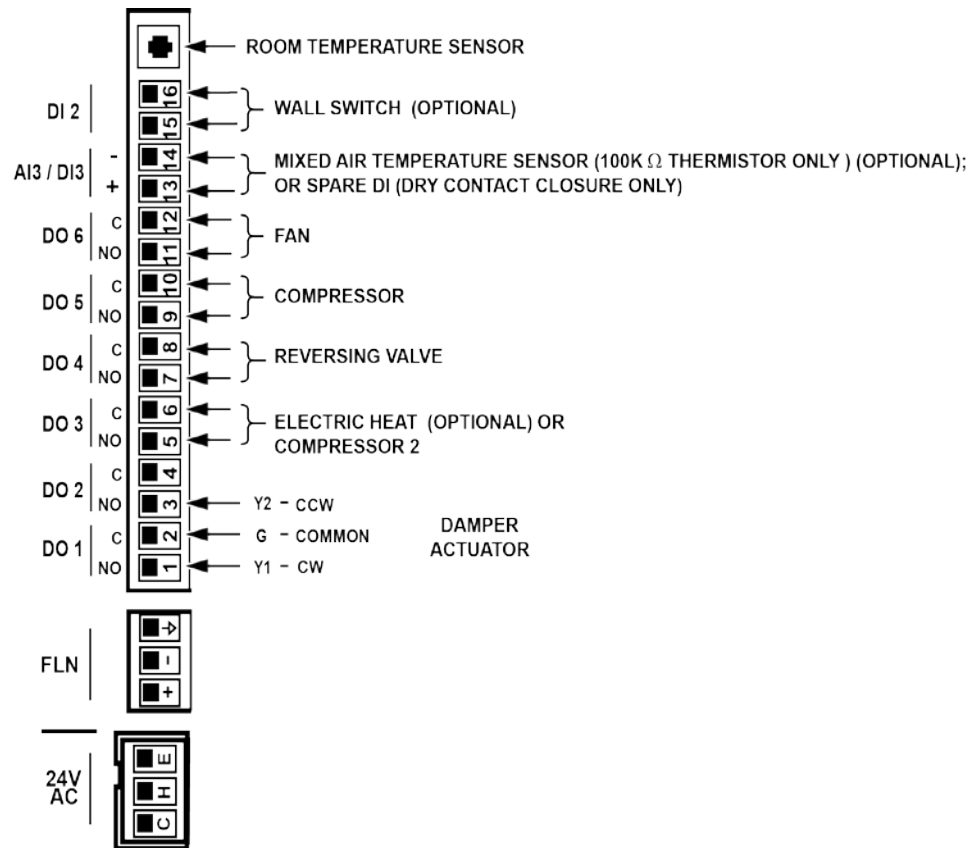 ROOM TEMPERATURE SENSOR
DI 2
16
15
WALL SWITCH (OPTIONAL)
AI3 / DI3
-
+
14
13
MIXED AIR TEMPERATURE SENSOR (100K Ω THERMISTOR ONLY ) (OPTIONAL);
OR SPARE DI (DRY CONTACT CLOSURE ONLY)
DO 6
C
NO
12
11
FAN
DO 5
C
NO
10
9
COMPRESSOR
DO 4
C
NO
8
7
REVERSING VALVE
DO 3
C
NO
6
5
ELECTRIC HEAT (OPTIONAL) OR
COMPRESSOR 2
DO 2
C
NO
4
3
Y2 - CCW
DO 1
C
NO
2
1
G - COMMON
Y1 - CW
DAMPER
ACTUATOR
FLN
-
+
24V
AC
E
H
C